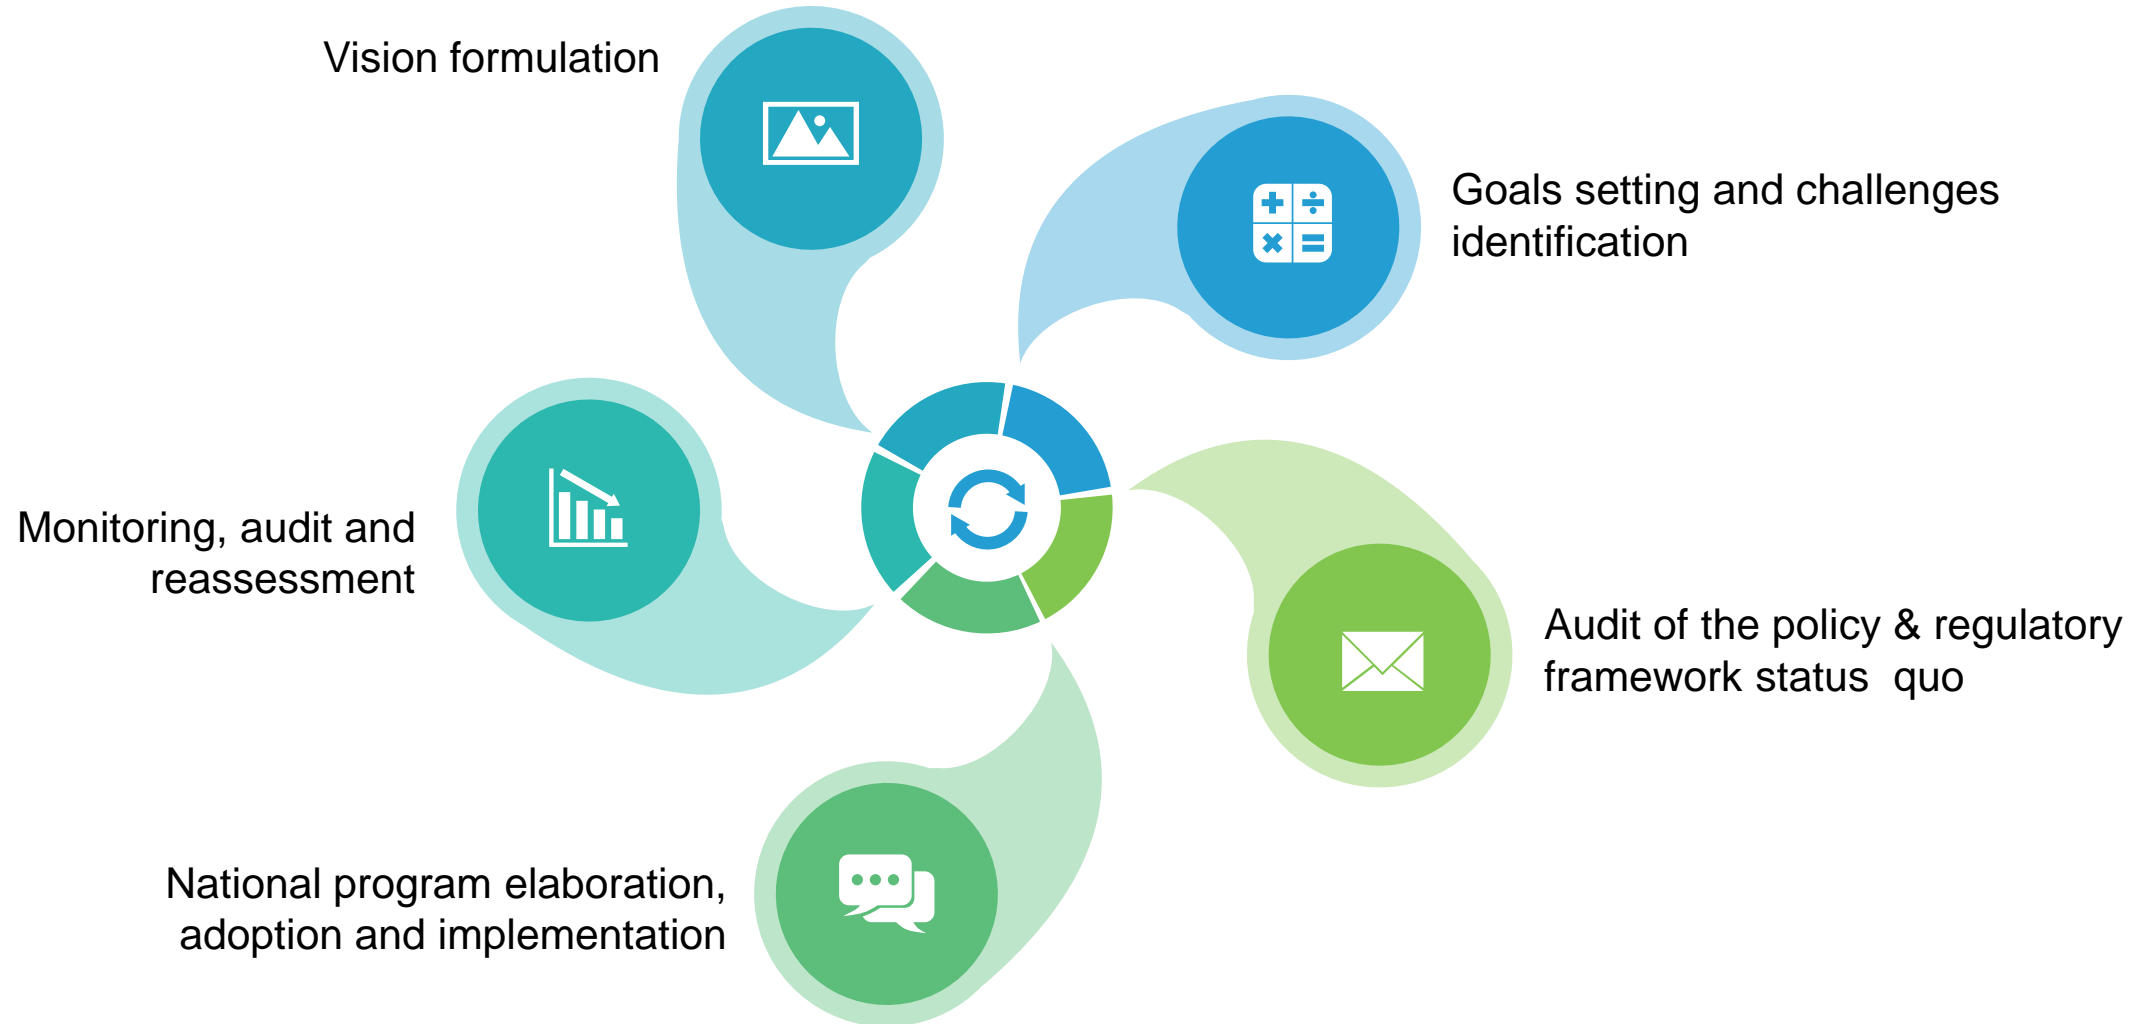 Vision formulation
Goals setting and challenges
identification
Audit of the policy & regulatory
framework status  quo
National program elaboration,
adoption and implementation
Monitoring, audit and
reassessment